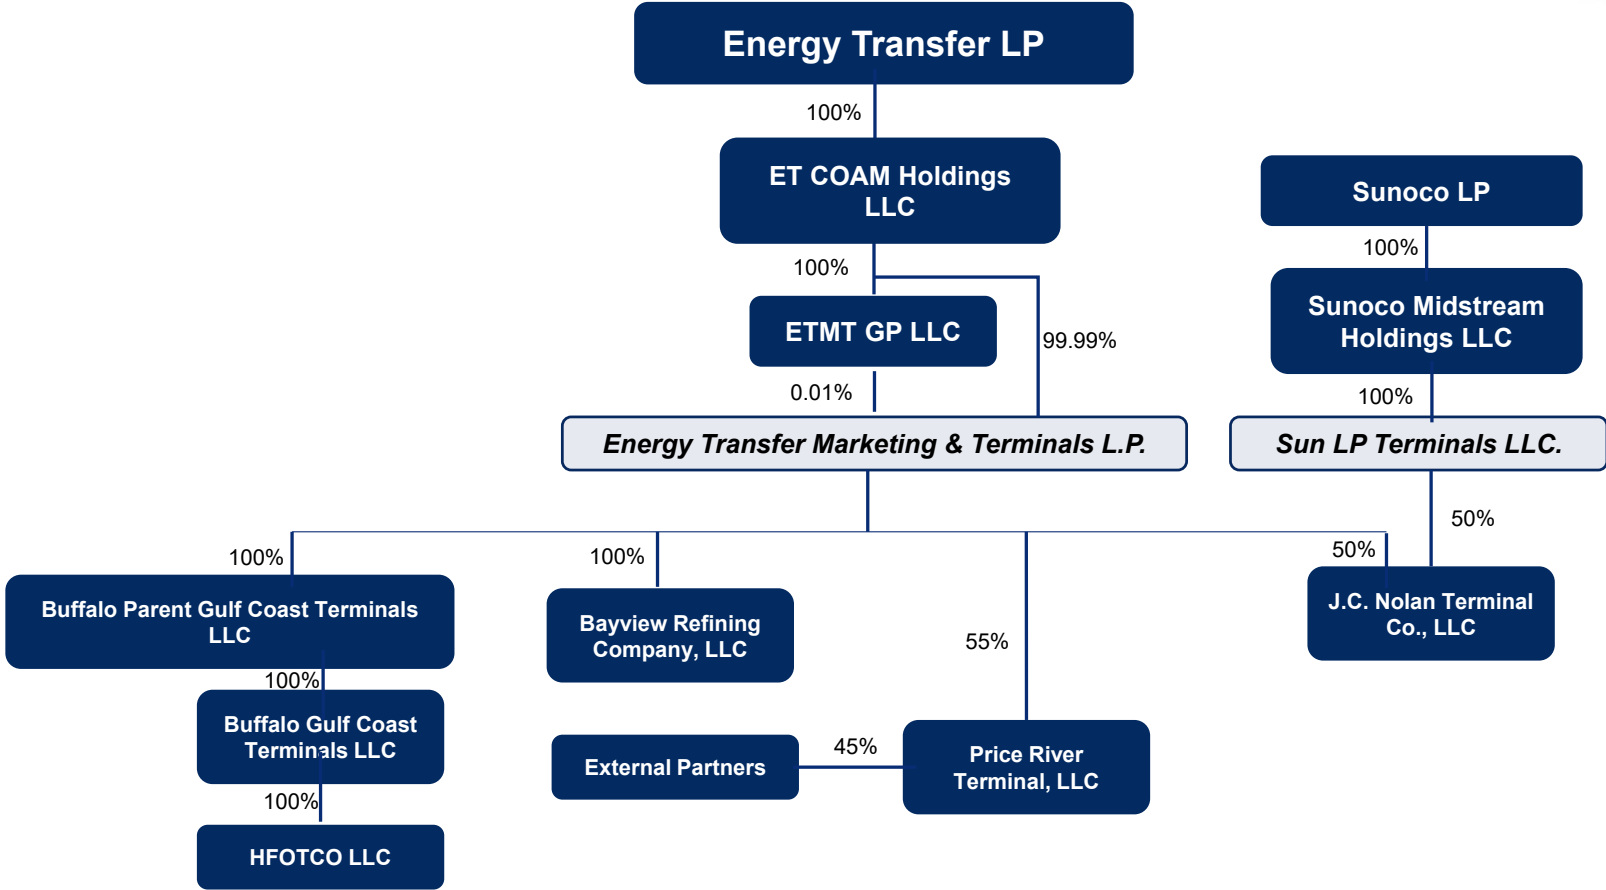 Energy Transfer LP
100%
ET COAM Holdings
LLC
Sunoco LP
100%
100%
Sunoco Midstream
Holdings LLC
ETMT GP LLC
99.99%
0.01%
100%
Energy Transfer Marketing & Terminals L.P.
Sun LP Terminals LLC.
50%
100%
100%
50%
Buffalo Parent Gulf Coast Terminals
LLC
Bayview Refining
Company, LLC
J.C. Nolan Terminal
Co., LLC
55%
100%
Buffalo Gulf Coast
Terminals LLC
External Partners
45%
Price River
Terminal, LLC
100%
HFOTCO LLC